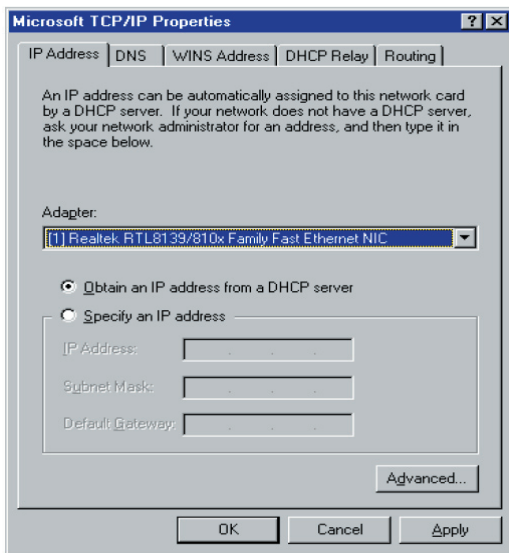 Microsoft TCP/IP Properties
IP Address DNS WINS Address DHCP Relay Routing
An IP address can be automatically assigned to this network card
by a DHCP server. If your network does not have a DHCP server,
ask your network administrator for an address, and then type it in
the space below.
Adapter:
[1] Realtek RTL8139/810x Family Fast Ethernet NIC
Obtain an IP address from a DHCP server
Specify an IP address
IP Address:
Subnet Mask:
Default Gateway:
Advanced...
OK Cancel Apply